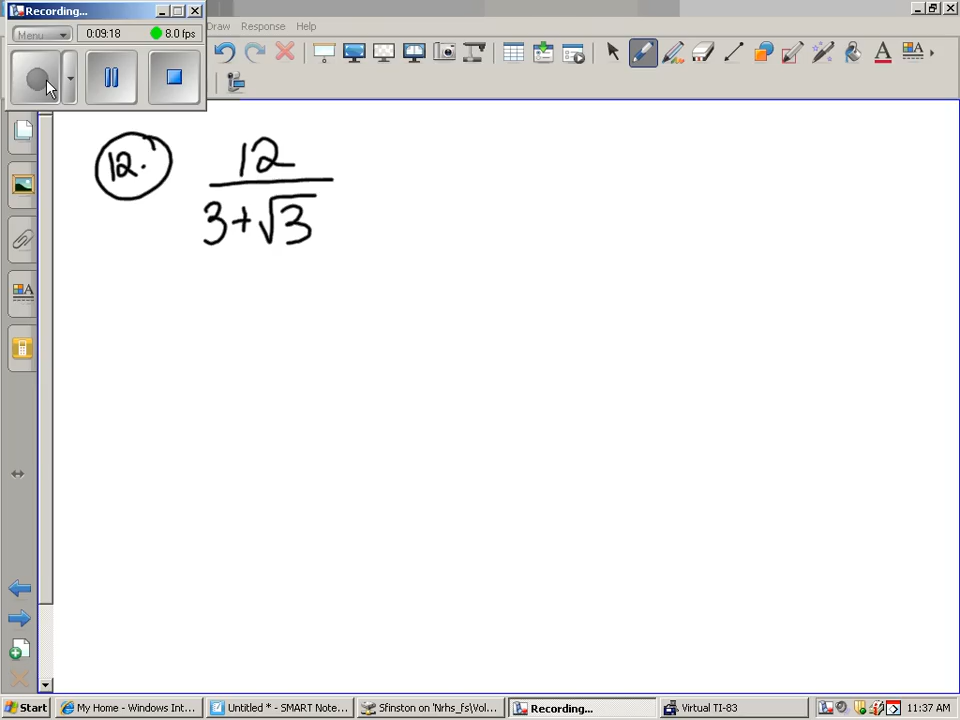 Recording...
Menu 0:09:18 8.0 fps
Draw Response Help
12. 12
3+√3
Start My Home - Windows Int... Untitled * - SMART Note... Sfinston on 'Nrhs_fs\Vol... Recording... Virtual TI-83 11:37 AM